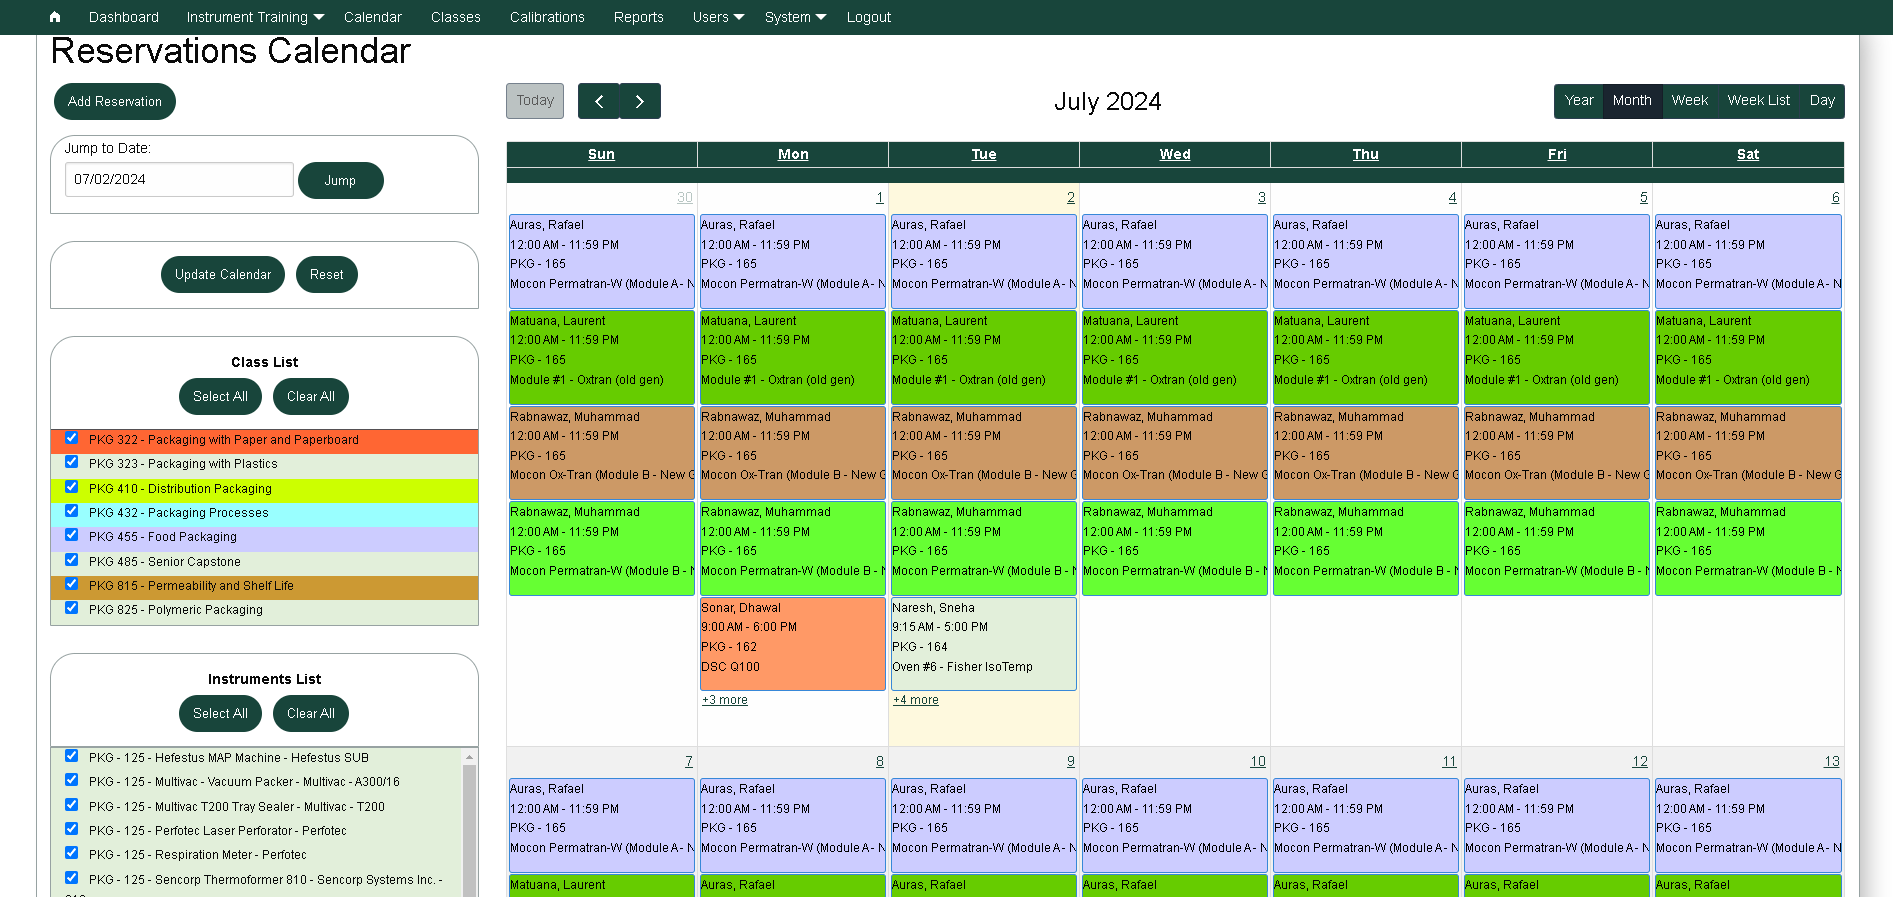 Dashboard Instrument Training Calendar Classes Calibrations Reports Users System Logout
Reservations Calendar
Add Reservation
Jump to Date:
07/02/2024 Jump
Update Calendar Reset
Class List
Select All Clear All
PKG 322 - Packaging with Paper and Paperboard
PKG 323 - Packaging with Plastics
PKG 410 - Distribution Packaging
PKG 432 - Packaging Processes
PKG 455 - Food Packaging
PKG 485 - Senior Capstone
PKG 815 - Permeability and Shelf Life
PKG 825 - Polymeric Packaging
Instruments List
Select All Clear All
PKG - 125 - Hefestus MAP Machine - Hefestus SUB
PKG - 125 - Multivac - Vacuum Packer - Multivac - A300/16
PKG - 125 - Multivac T200 Tray Sealer - Multivac - T200
PKG - 125 - Perfotec Laser Perforator - Perfotec
PKG - 125 - Respiration Meter - Perfotec
PKG - 125 - Sencorp Thermoformer 810 - Sencorp Systems Inc. -
Today July 2024 Year Month Week Week List Day
Sun Mon Tue Wed Thu Fri Sat
30 1 2 3 4 5 6
Auras, Rafael Auras, Rafael Auras, Rafael Auras, Rafael Auras, Rafael Auras, Rafael Auras, Rafael
12:00 AM - 11:59 PM 12:00 AM - 11:59 PM 12:00 AM - 11:59 PM 12:00 AM - 11:59 PM 12:00 AM - 11:59 PM 12:00 AM - 11:59 PM 12:00 AM - 11:59 PM
PKG - 165 PKG - 165 PKG - 165 PKG - 165 PKG - 165 PKG - 165 PKG - 165
Mocon Permatran-W (Module A - N Mocon Permatran-W (Module A - N Mocon Permatran-W (Module A - N Mocon Permatran-W (Module A - N Mocon Permatran-W (Module A - N Mocon Permatran-W (Module A - N Mocon Permatran-W (Module A - N
Matuana, Laurent Matuana, Laurent Matuana, Laurent Matuana, Laurent Matuana, Laurent Matuana, Laurent Matuana, Laurent
12:00 AM - 11:59 PM 12:00 AM - 11:59 PM 12:00 AM - 11:59 PM 12:00 AM - 11:59 PM 12:00 AM - 11:59 PM 12:00 AM - 11:59 PM 12:00 AM - 11:59 PM
PKG - 165 PKG - 165 PKG - 165 PKG - 165 PKG - 165 PKG - 165 PKG - 165
Module #1 - Oxtran (old gen) Module #1 - Oxtran (old gen) Module #1 - Oxtran (old gen) Module #1 - Oxtran (old gen) Module #1 - Oxtran (old gen) Module #1 - Oxtran (old gen) Module #1 - Oxtran (old gen)
Rabnawaz, Muhammad Rabnawaz, Muhammad Rabnawaz, Muhammad Rabnawaz, Muhammad Rabnawaz, Muhammad Rabnawaz, Muhammad Rabnawaz, Muhammad
12:00 AM - 11:59 PM 12:00 AM - 11:59 PM 12:00 AM - 11:59 PM 12:00 AM - 11:59 PM 12:00 AM - 11:59 PM 12:00 AM - 11:59 PM 12:00 AM - 11:59 PM
PKG - 165 PKG - 165 PKG - 165 PKG - 165 PKG - 165 PKG - 165 PKG - 165
Mocon Ox-Tran (Module B - New G Mocon Ox-Tran (Module B - New G Mocon Ox-Tran (Module B - New G Mocon Ox-Tran (Module B - New G Mocon Ox-Tran (Module B - New G Mocon Ox-Tran (Module B - New G Mocon Ox-Tran (Module B - New G
Rabnawaz, Muhammad Rabnawaz, Muhammad Rabnawaz, Muhammad Rabnawaz, Muhammad Rabnawaz, Muhammad Rabnawaz, Muhammad Rabnawaz, Muhammad
12:00 AM - 11:59 PM 12:00 AM - 11:59 PM 12:00 AM - 11:59 PM 12:00 AM - 11:59 PM 12:00 AM - 11:59 PM 12:00 AM - 11:59 PM 12:00 AM - 11:59 PM
PKG - 165 PKG - 165 PKG - 165 PKG - 165 PKG - 165 PKG - 165 PKG - 165
Mocon Permatran-W (Module B - N Mocon Permatran-W (Module B - N Mocon Permatran-W (Module B - N Mocon Permatran-W (Module B - N Mocon Permatran-W (Module B - N Mocon Permatran-W (Module B - N Mocon Permatran-W (Module B - N
Sonar, Dhawal Naresh, Sneha
9:00 AM - 6:00 PM 9:15 AM - 5:00 PM
PKG - 162 PKG - 164
DSC Q100 Oven #6 - Fisher IsoTemp
+3 more +4 more
7 8 9 10 11 12 13
Auras, Rafael Auras, Rafael Auras, Rafael Auras, Rafael Auras, Rafael Auras, Rafael Auras, Rafael
12:00 AM - 11:59 PM 12:00 AM - 11:59 PM 12:00 AM - 11:59 PM 12:00 AM - 11:59 PM 12:00 AM - 11:59 PM 12:00 AM - 11:59 PM 12:00 AM - 11:59 PM
PKG - 165 PKG - 165 PKG - 165 PKG - 165 PKG - 165 PKG - 165 PKG - 165
Mocon Permatran-W (Module A - N Mocon Permatran-W (Module A - N Mocon Permatran-W (Module A - N Mocon Permatran-W (Module A - N Mocon Permatran-W (Module A - N Mocon Permatran-W (Module A - N Mocon Permatran-W (Module A - N
Matuana, Laurent Auras, Rafael Auras, Rafael Auras, Rafael Auras, Rafael Auras, Rafael Auras, Rafael